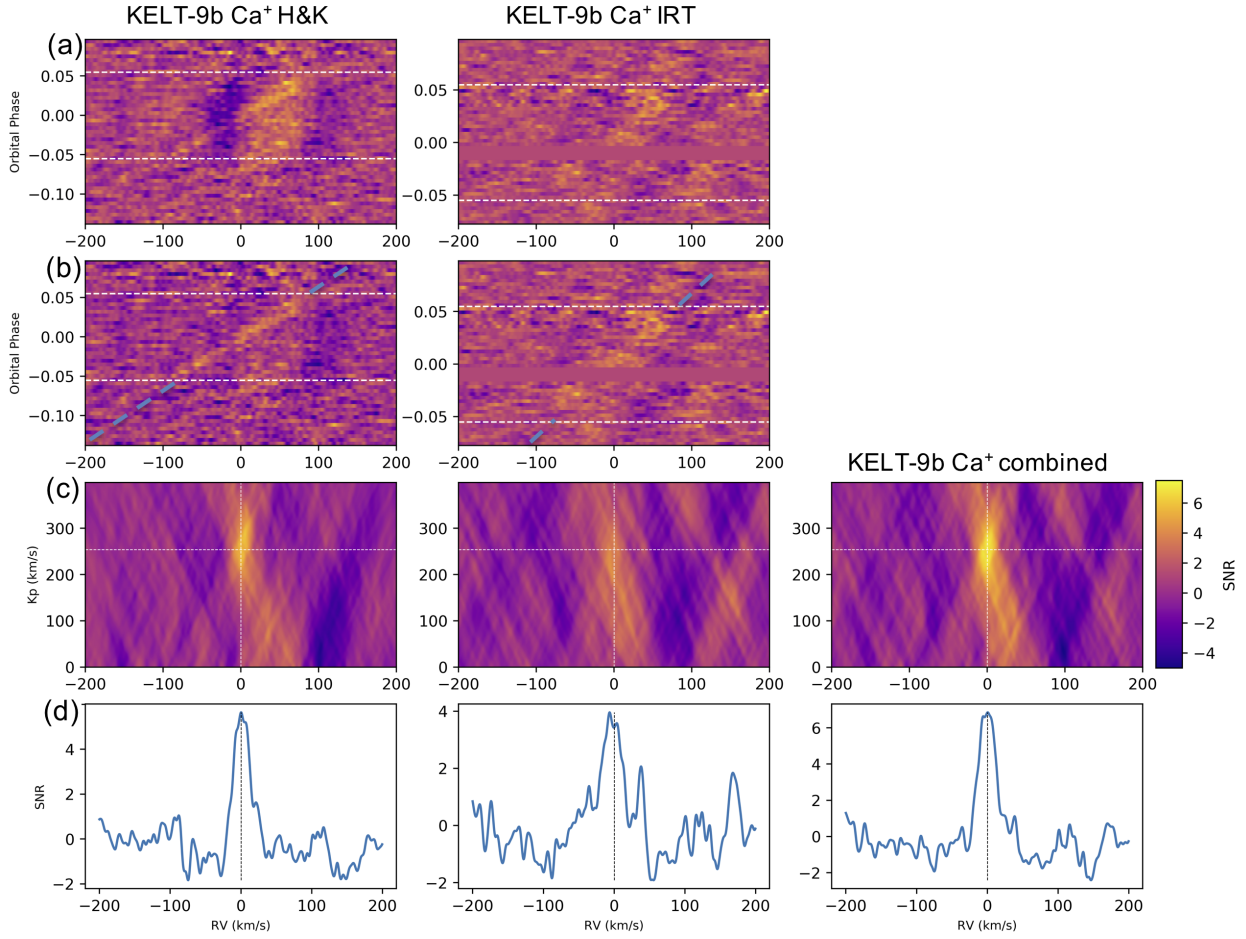 KELT-9b Ca⁺ H&K
KELT-9b Ca⁺ IRT
(a)
Orbital Phase
0.05
0.00
−0.05
−0.10
−200 −100 0 100 200
0.05
0.00
−0.05
−200 −100 0 100 200
(b)
Orbital Phase
0.05
0.00
−0.05
−0.10
−200 −100 0 100 200
0.05
0.00
−0.05
−200 −100 0 100 200
KELT-9b Ca⁺ combined
(c)
Kp (km/s)
300
200
100
0
−200 −100 0 100 200
300
200
100
0
−200 −100 0 100 200
300
200
100
0
−200 −100 0 100 200
6
4
2
0
−2
−4
SNR
(d)
SNR
4
2
0
−2
−200 −100 0 100 200
RV (km/s)
4
2
0
−2
−200 −100 0 100 200
RV (km/s)
6
4
2
0
−2
−200 −100 0 100 200
RV (km/s)